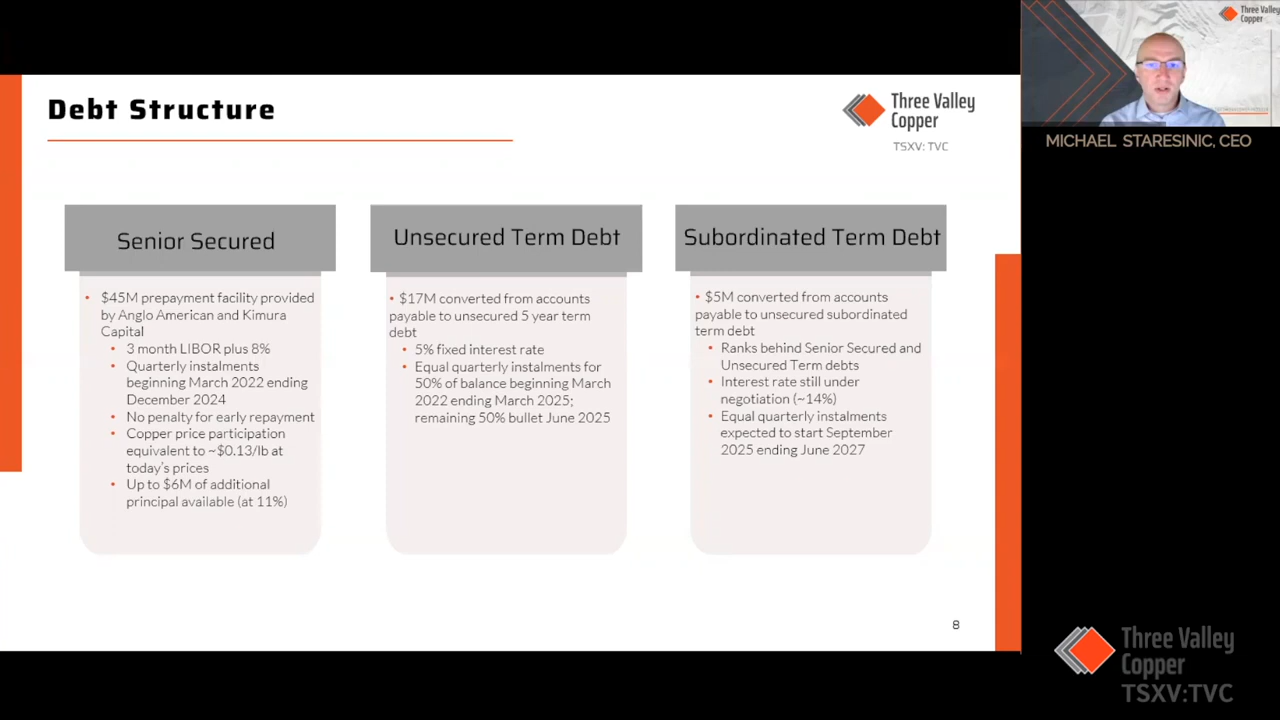 Debt Structure
Three Valley
Copper
TSXV: TVC
Senior Secured
• $45M prepayment facility provided
by Anglo American and Kimura
Capital
• 3 month LIBOR plus 8%
• Quarterly instalments
beginning March 2022 ending
December 2024
• No penalty for early repayment
• Copper price participation
equivalent to ~$0.13/lb at
today's prices
• Up to $6M of additional
principal available (at 11%)
Unsecured Term Debt
• $17M converted from accounts
payable to unsecured 5 year term
debt
• 5% fixed interest rate
• Equal quarterly instalments for
50% of balance beginning March
2022 ending March 2025;
remaining 50% bullet June 2025
Subordinated Term Debt
• $5M converted from accounts
payable to unsecured subordinated
term debt
• Ranks behind Senior Secured and
Unsecured Term debts
• Interest rate still under
negotiation (~14%)
• Equal quarterly instalments
expected to start September
2025 ending June 2027
8
Three Valley
Copper
MICHAEL STARESINIC, CEO
Three Valley
Copper
TSXV:TVC